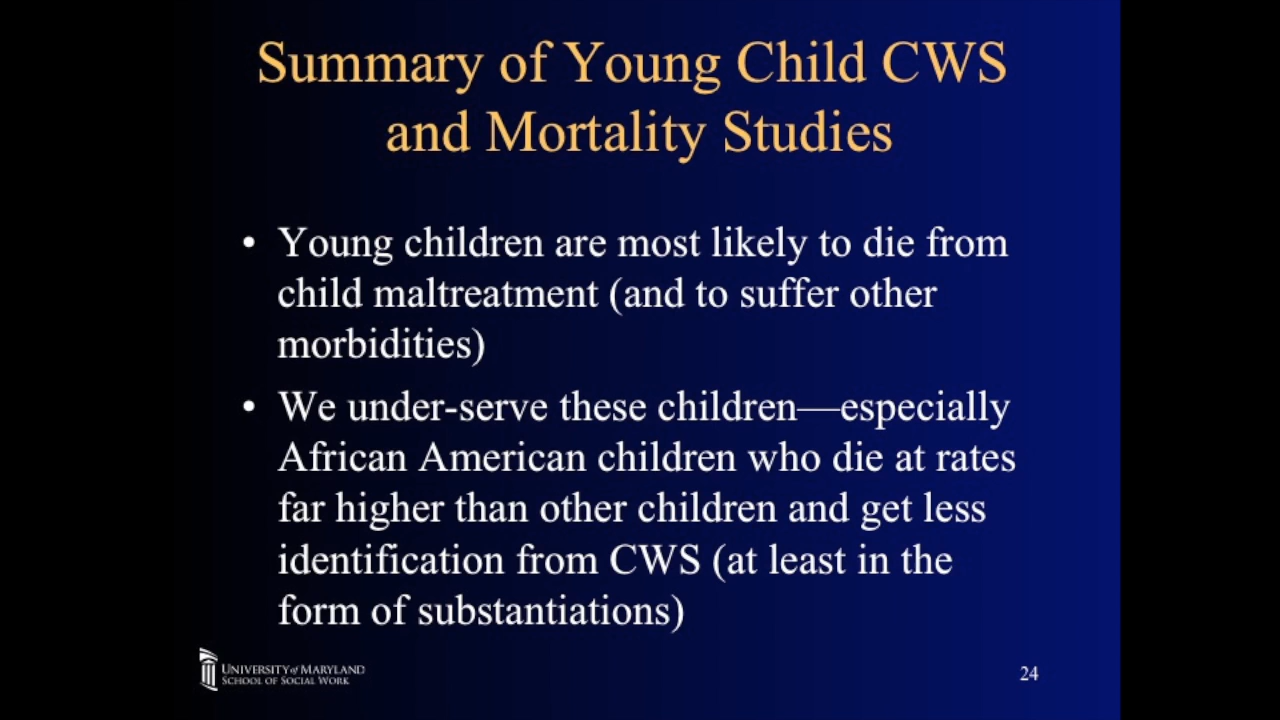 Summary of Young Child CWS
and Mortality Studies
• Young children are most likely to die from
child maltreatment (and to suffer other
morbidities)
• We under-serve these children—especially
African American children who die at rates
far higher than other children and get less
identification from CWS (at least in the
form of substantiations)
UNIVERSITY of MARYLAND
SCHOOL OF SOCIAL WORK
24